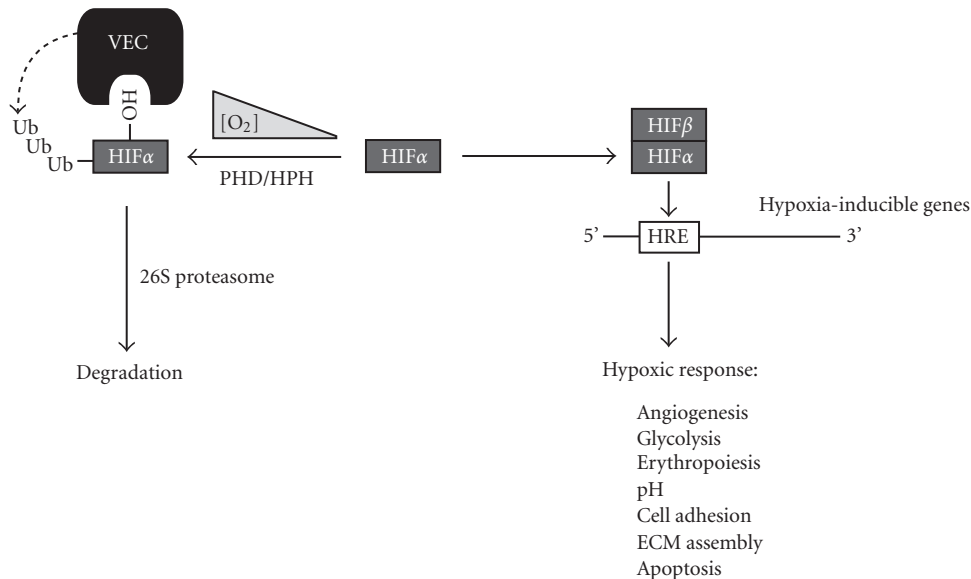 VEC
OH
[O₂]
Ub
Ub
Ub
HIFα
PHD/HPH
HIFα
HIFβ
HIFα
Hypoxia-inducible genes
5’
HRE
3’
26S proteasome
Degradation
Hypoxic response:
Angiogenesis
Glycolysis
Erythropoiesis
pH
Cell adhesion
ECM assembly
Apoptosis